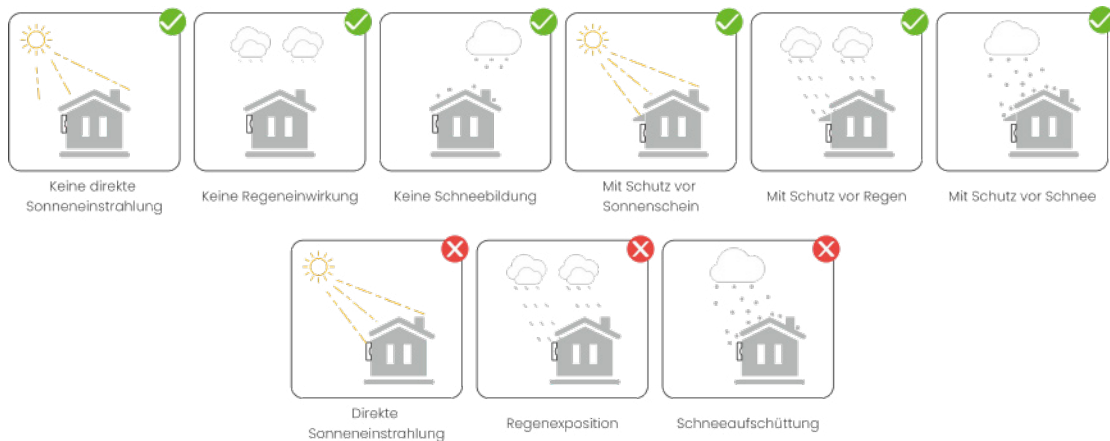 Keine direkte
Sonneneinstrahlung
Keine Regeneinwirkung
Keine Schneebildung
Mit Schutz vor
Sonnenschein
Mit Schutz vor Regen
Mit Schutz vor Schnee
Direkte
Sonneneinstrahlung
Regenexposition
Schneeaufschüttung